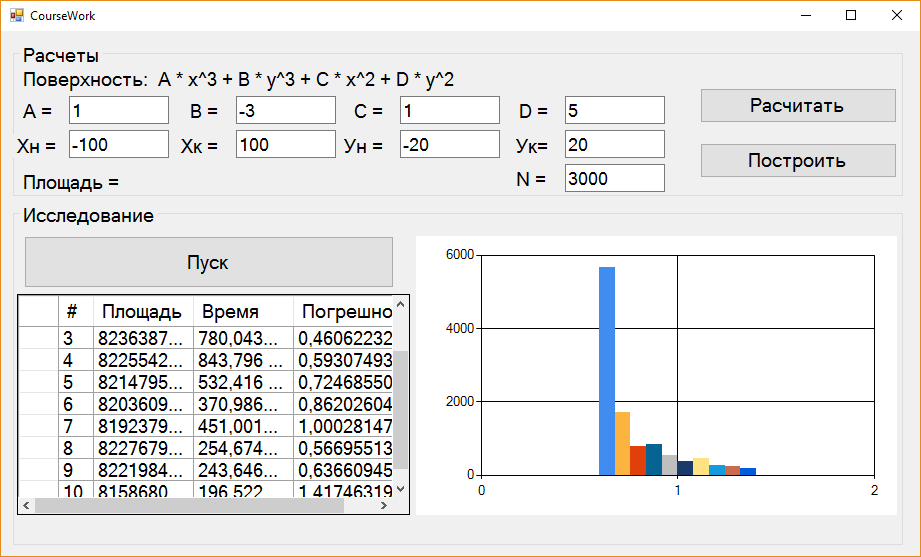 CourseWork
Расчеты
Поверхность: A * x^3 + B * y^3 + C * x^2 + D * y^2
A = 1 B = -3 C = 1 D = 5 Расчитать
Xн = -100 Xк = 100 Ун = -20 Ук= 20
Построить
Площадь = N = 3000
Исследование
Пуск
# Площадь Время Погрешно
3 8236387... 780,043... 0,46062232
4 8225542... 843,796 ... 0,59307493
5 8214795... 532,416 ... 0,72468550
6 8203609... 370,986... 0,86202604
7 8192379... 451,001... 1,00028147
8 8227679... 254,674... 0,56695513
9 8221984... 243,646... 0,63660945
10 8158680 196,522 1,41746319
6000
4000
2000
0
0 1 2